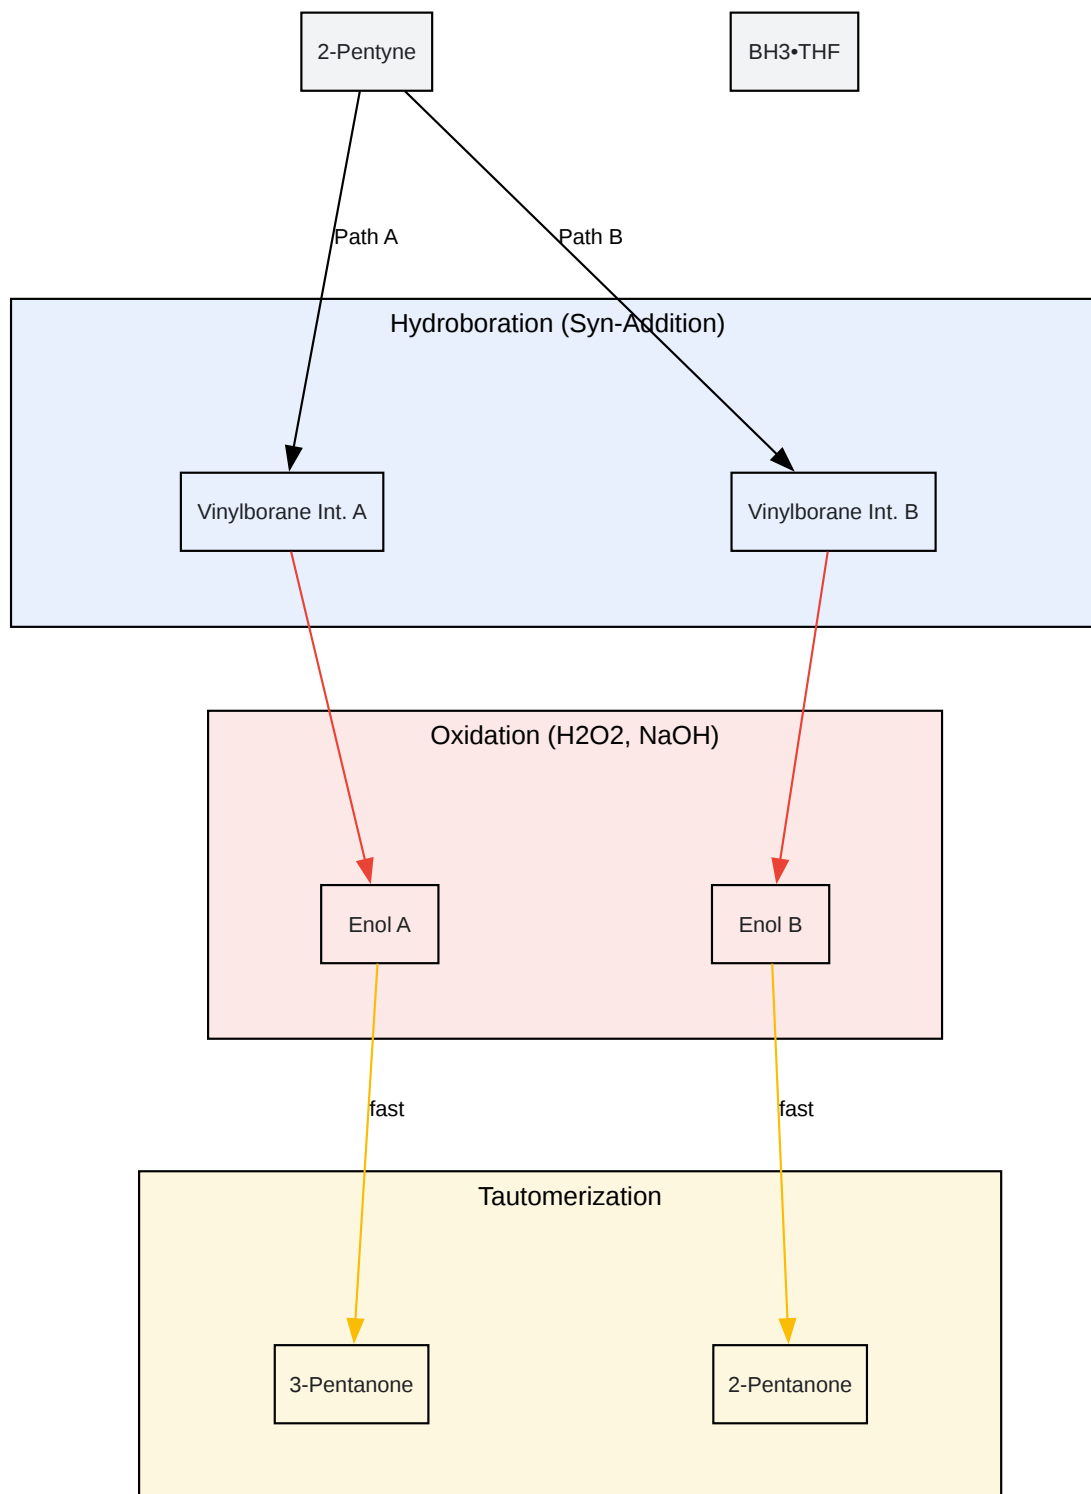 2-Pentyne
BH3•THF
Path A
Path B
Hydroboration (Syn-Addition)
Vinylborane Int. A
Vinylborane Int. B
Oxidation (H2O2, NaOH)
Enol A
Enol B
fast
fast
Tautomerization
3-Pentanone
2-Pentanone